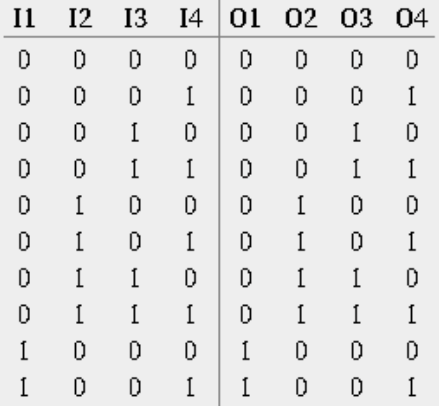 I1 I2 I3 I4 O1 O2 O3 O4
0 0 0 0 0 0 0 0
0 0 0 1 0 0 0 1
0 0 1 0 0 0 1 0
0 0 1 1 0 0 1 1
0 1 0 0 0 1 0 0
0 1 0 1 0 1 0 1
0 1 1 0 0 1 1 0
0 1 1 1 0 1 1 1
1 0 0 0 1 0 0 0
1 0 0 1 1 0 0 1